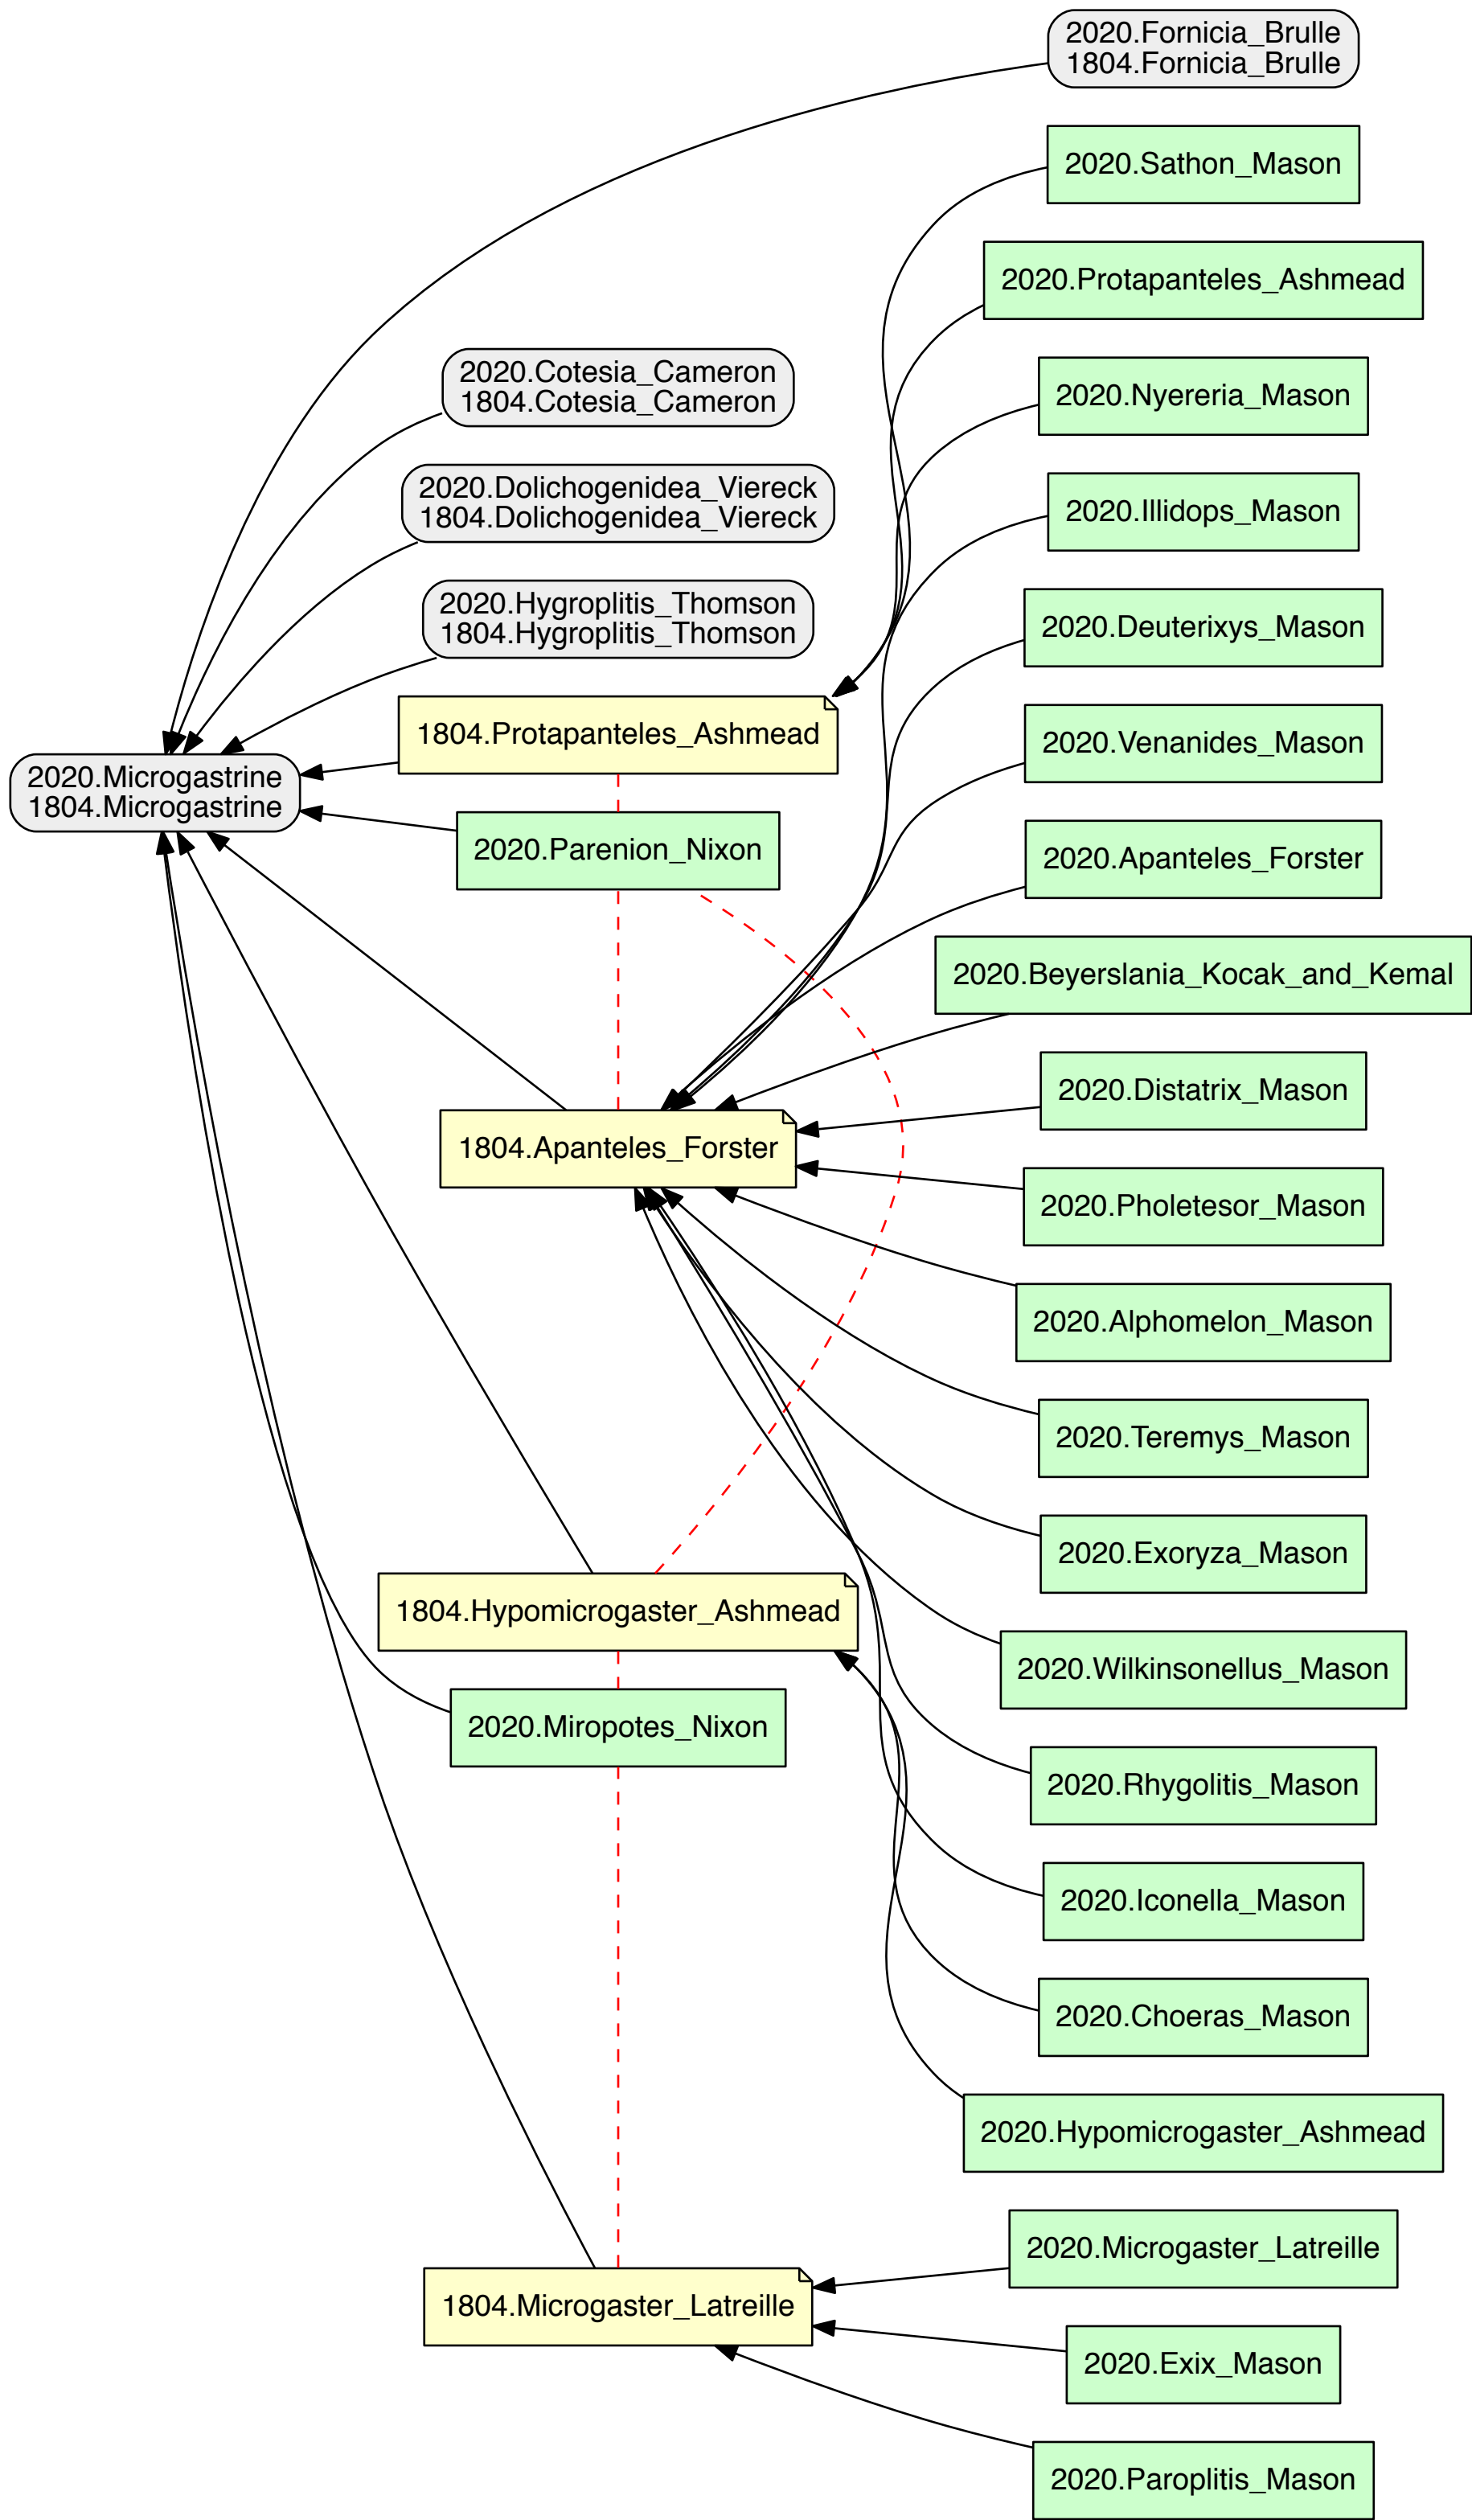 2020.Fornicia_Brulle
1804.Fornicia_Brulle
2020.Sathon_Mason
2020.Protapanteles_Ashmead
2020.Cotesia_Cameron
1804.Cotesia_Cameron
2020.Nyereria_Mason
2020.Dolichogenidea_Viereck
1804.Dolichogenidea_Viereck
2020.Illidops_Mason
2020.Hygroplitis_Thomson
1804.Hygroplitis_Thomson
2020.Deuterixys_Mason
1804.Protapanteles_Ashmead
2020.Venanides_Mason
2020.Microgastrine
1804.Microgastrine
2020.Parenion_Nixon
2020.Apanteles_Forster
2020.Beyerslania_Kocak_and_Kemal
2020.Distatrix_Mason
1804.Apanteles_Forster
2020.Pholetesor_Mason
2020.Alphomelon_Mason
2020.Teremys_Mason
2020.Exoryza_Mason
1804.Hypomicrogaster_Ashmead
2020.Wilkinsonellus_Mason
2020.Miropotes_Nixon
2020.Rhygolitis_Mason
2020.Iconella_Mason
2020.Choeras_Mason
2020.Hypomicrogaster_Ashmead
2020.Microgaster_Latreille
1804.Microgaster_Latreille
2020.Exix_Mason
2020.Paroplitis_Mason